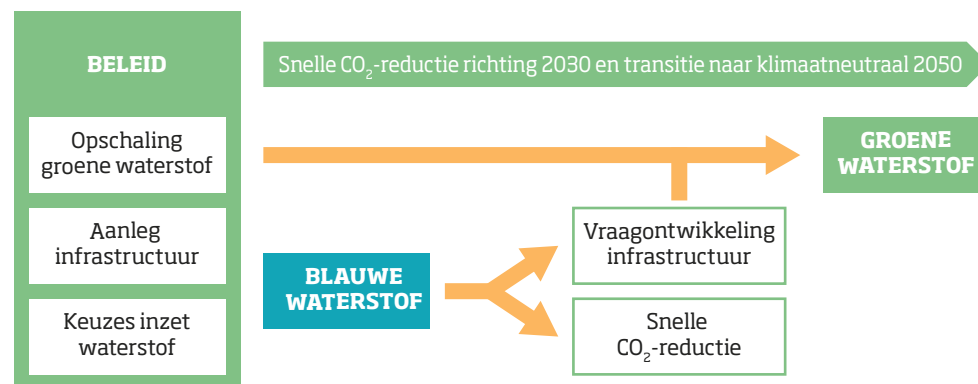 BELEID
Snelle CO₂-reductie richting 2030 en transitie naar klimaatneutraal 2050
Opschaling
groene waterstof
GROENE
WATERSTOF
Aanleg
infrastructuur
Vraagontwikkeling
infrastructuur
BLAUWE
WATERSTOF
Keuzes inzet
waterstof
Snelle
CO₂-reductie